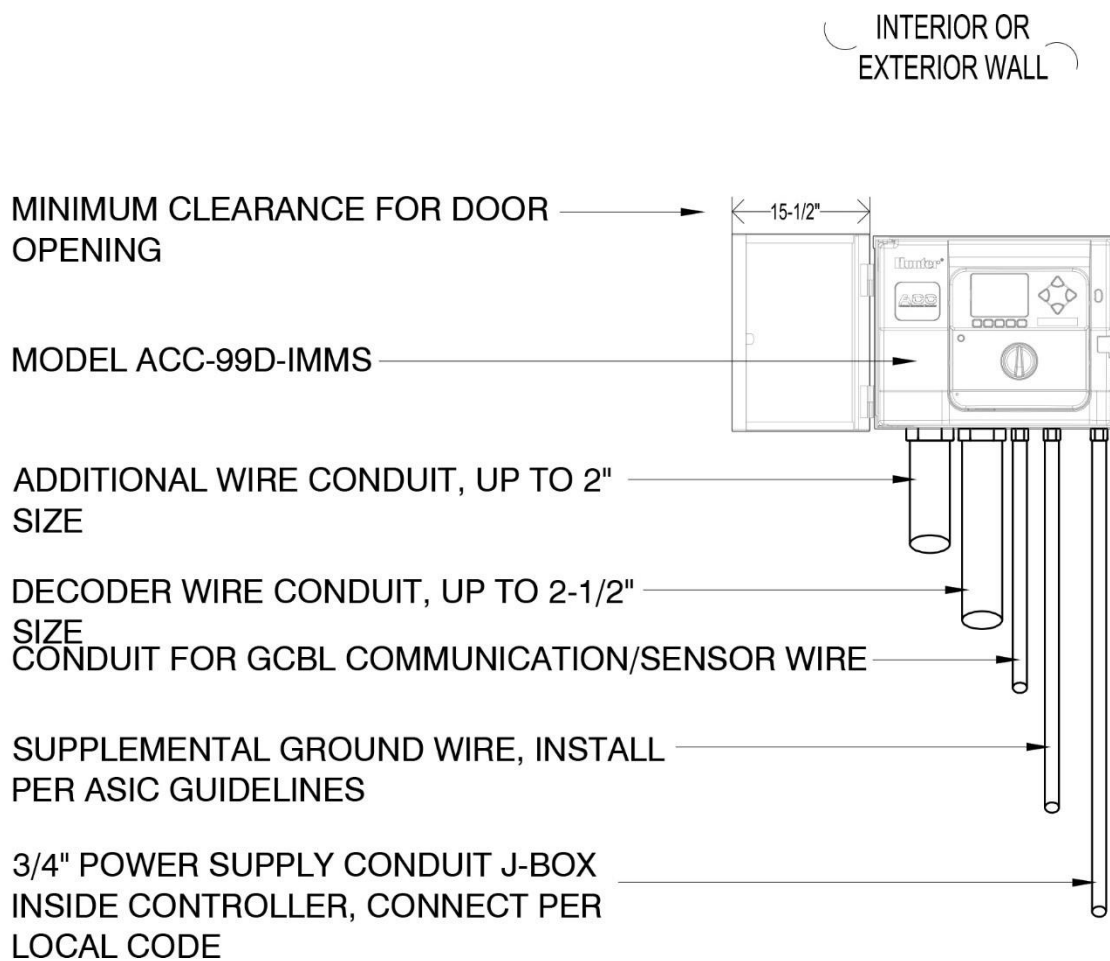 INTERIOR OR
EXTERIOR WALL
MINIMUM CLEARANCE FOR DOOR
OPENING
15-1/2"
Hunter®
MODEL ACC-99D-IMMS
ADDITIONAL WIRE CONDUIT, UP TO 2"
SIZE
DECODER WIRE CONDUIT, UP TO 2-1/2"
SIZE
CONDUIT FOR GCBL COMMUNICATION/SENSOR WIRE
SUPPLEMENTAL GROUND WIRE, INSTALL
PER ASIC GUIDELINES
3/4" POWER SUPPLY CONDUIT J-BOX
INSIDE CONTROLLER, CONNECT PER
LOCAL CODE